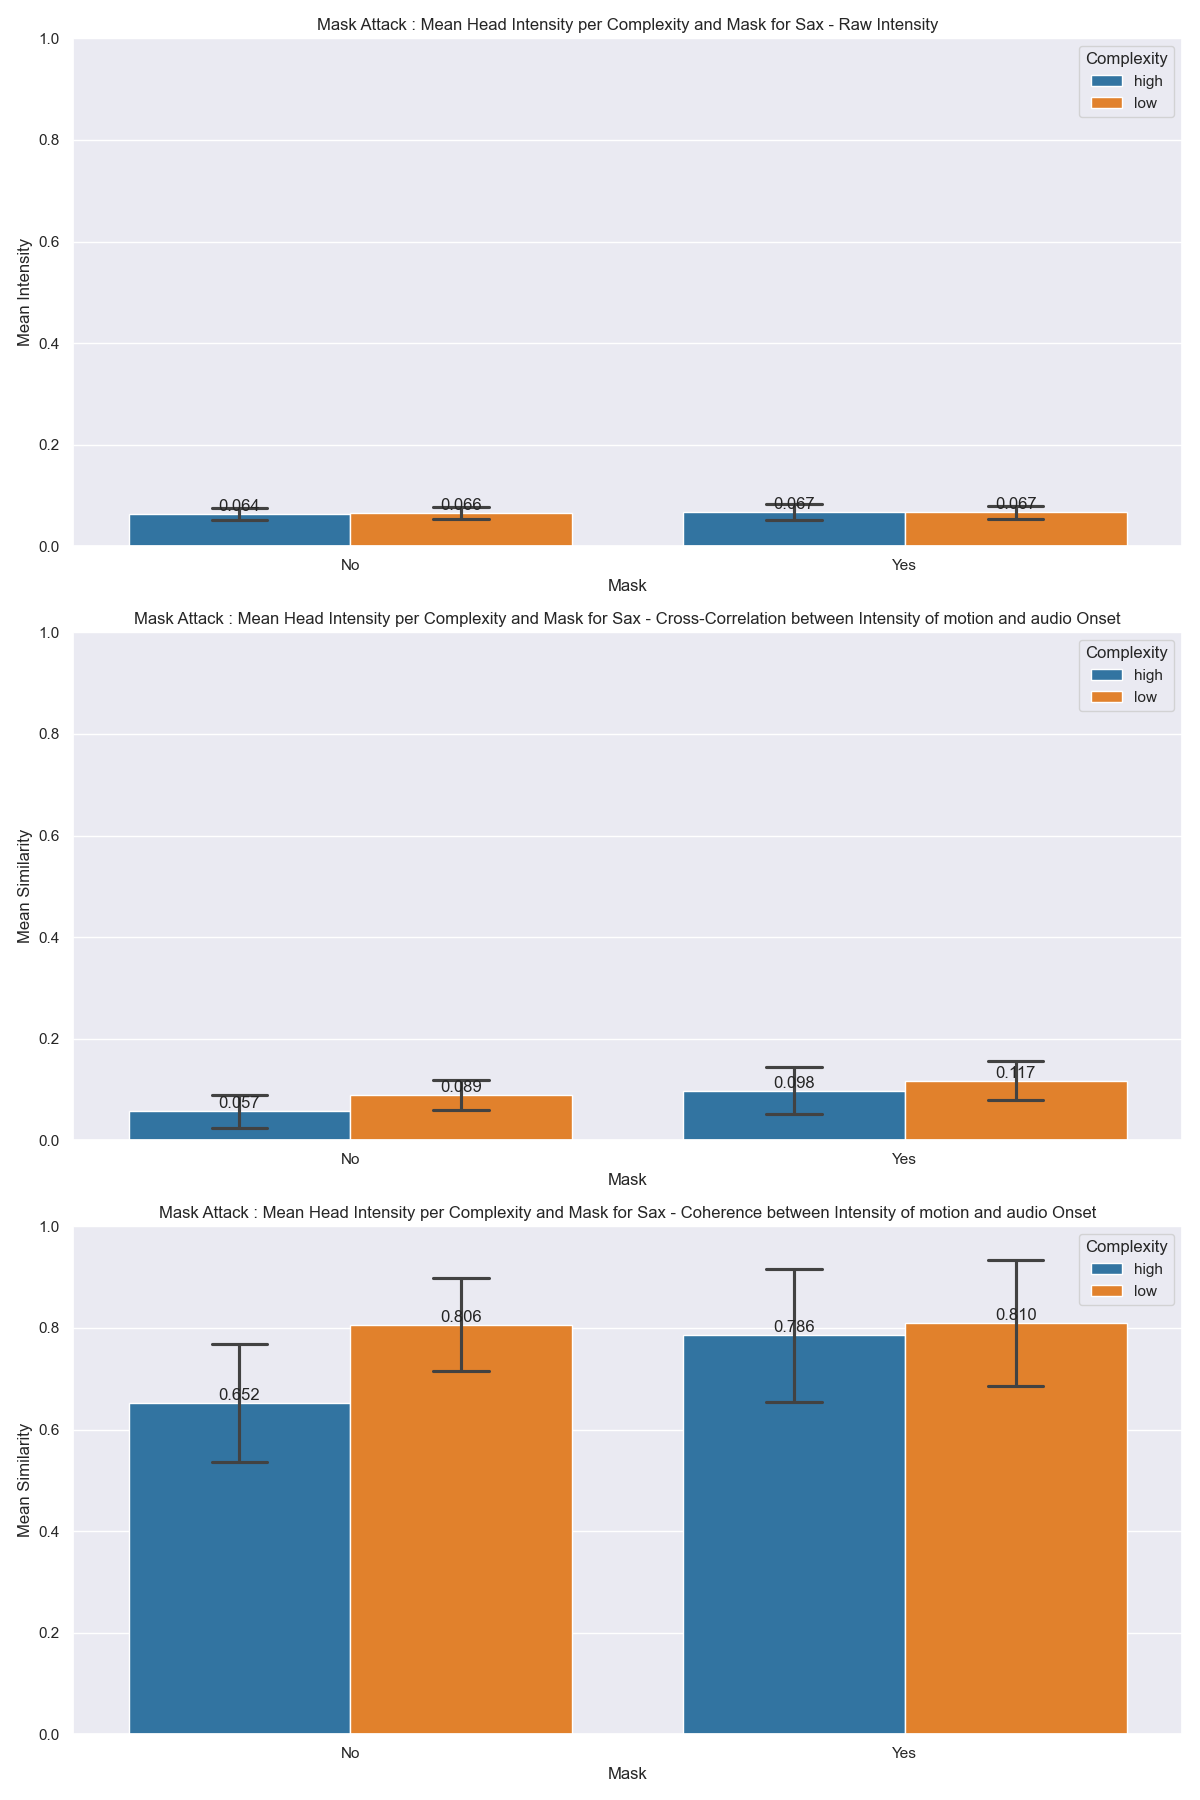 Mask Attack : Mean Head Intensity per Complexity and Mask for Sax - Raw Intensity
1.0
0.8
0.6
0.4
0.2
0.0
Mean Intensity
Complexity
high
low
0.064
0.066
0.067
0.067
No
Yes
Mask
Mask Attack : Mean Head Intensity per Complexity and Mask for Sax - Cross-Correlation between Intensity of motion and audio Onset
1.0
0.8
0.6
0.4
0.2
0.0
Mean Similarity
Complexity
high
low
0.057
0.089
0.098
0.117
No
Yes
Mask
Mask Attack : Mean Head Intensity per Complexity and Mask for Sax - Coherence between Intensity of motion and audio Onset
1.0
0.8
0.6
0.4
0.2
0.0
Mean Similarity
Complexity
high
low
0.652
0.806
0.786
0.810
No
Yes
Mask